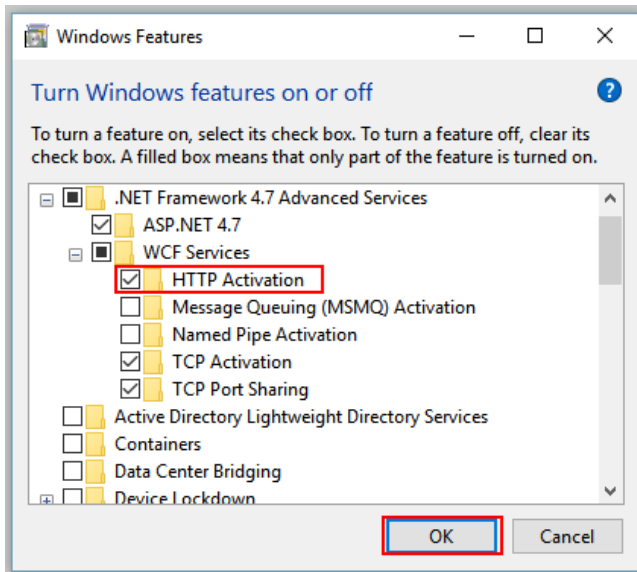 Windows Features
Turn Windows features on or off
To turn a feature on, select its check box. To turn a feature off, clear its
check box. A filled box means that only part of the feature is turned on.
.NET Framework 4.7 Advanced Services
ASP.NET 4.7
WCF Services
HTTP Activation
Message Queuing (MSMQ) Activation
Named Pipe Activation
TCP Activation
TCP Port Sharing
Active Directory Lightweight Directory Services
Containers
Data Center Bridging
Device Lockdown
OK Cancel